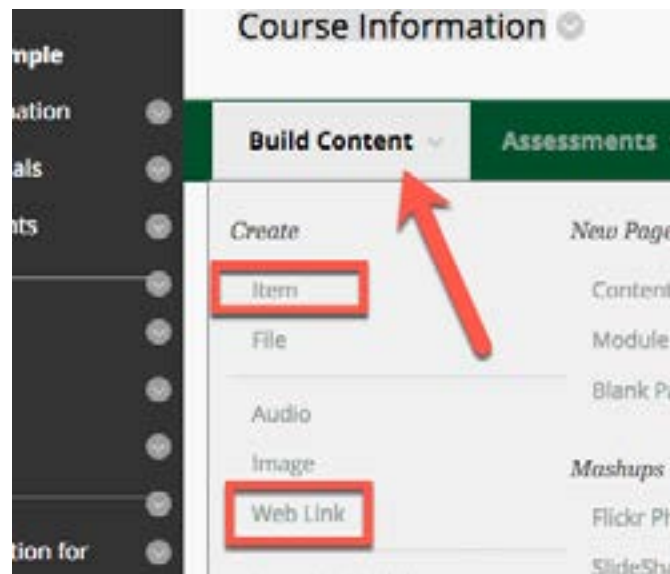 Course Information
mple
ation
als
nts
tion for
Build Content
Assessments
Create
Item
File
Audio
Image
Web Link
New Page
Content
Module
Blank Pa
Mashups
Flickr Ph
SlideSha